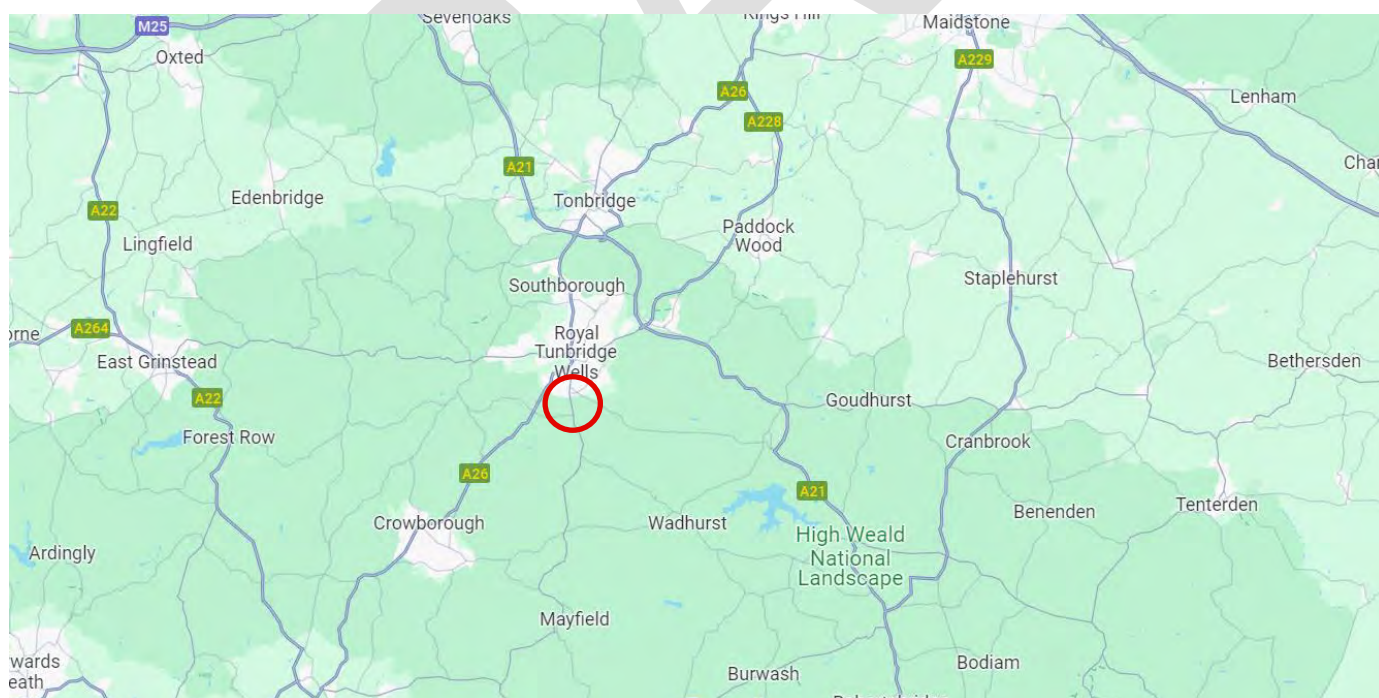 Sevenoaks
Kings Hill
Maidstone
M25
Oxted
A229
A26
Lenham
A228
A21
Edenbridge
Tonbridge
A22
Paddock
Wood
Lingfield
Staplehurst
Southborough
A264
Royal
Tunbridge
Wells
East Grinstead
Bethersden
A22
Goudhurst
Forest Row
Cranbrook
A26
A21
Tenterden
Benenden
Crowborough
Wadhurst
High Weald
National
Landscape
Ardingly
Mayfield
wards
eath
Bodiam
Burwash